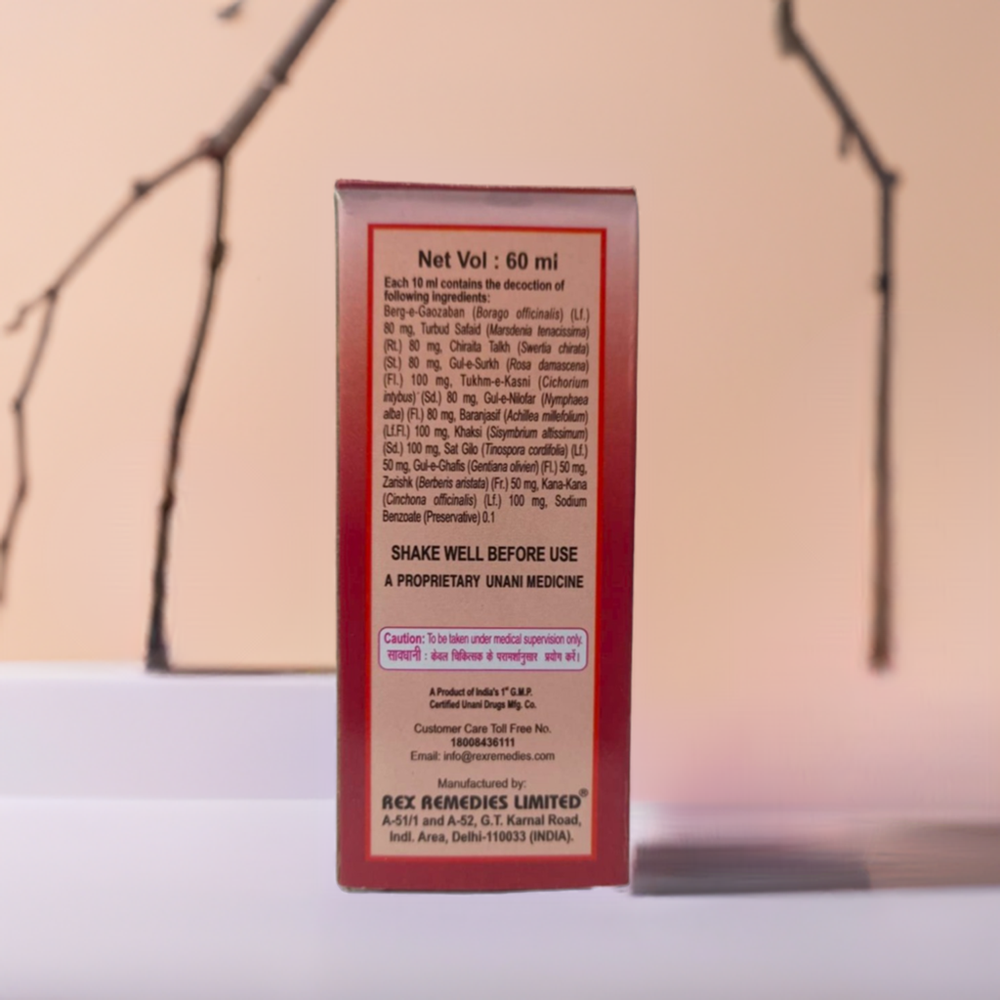 Net Vol : 60 ml
Each 10 ml contains the decoction of
following ingredients:
Berg-e-Gaozaban (Borago officinalis) (Lf.)
80 mg, Turbud Safaid (Marsdenia tenacissima)
(Rt.) 80 mg, Chiraita Talkh (Swertia chirata)
(St.) 80 mg, Gul-e-Surkh (Rosa damascena)
(Fl.) 100 mg, Tukhm-e-Kasni (Cichorium
intybus) (Sd.) 80 mg, Gul-e-Nilofar (Nymphaea
alba) (Fl.) 80 mg, Baranjasif (Achillea millefolium)
(Lf.Fl.) 100 mg, Khaksi (Sisymbrium altissimum)
(Sd.) 100 mg, Sat Gilo (Tinospora cordifolia) (Lf.)
50 mg, Gul-e-Ghafis (Gentiana olivieri) (Fl.) 50 mg,
Zarishk (Berberis aristata) (Fr.) 50 mg, Kana-Kana
(Cinchona officinalis) (Lf.) 100 mg, Sodium
Benzoate (Preservative) 0.1
SHAKE WELL BEFORE USE
A PROPRIETARY UNANI MEDICINE
Caution: To be taken under medical supervision only.
सावधानी : केवल चिकित्सक के परामर्शानुसार प्रयोग करें।
A Product of India's 1st G.M.P.
Certified Unani Drugs Mfg. Co.
Customer Care Toll Free No.
18008436111
Email: info@rexremedies.com
Manufactured by:
REX REMEDIES LIMITED®
A-51/1 and A-52, G.T. Karnal Road,
Indl. Area, Delhi-110033 (INDIA).